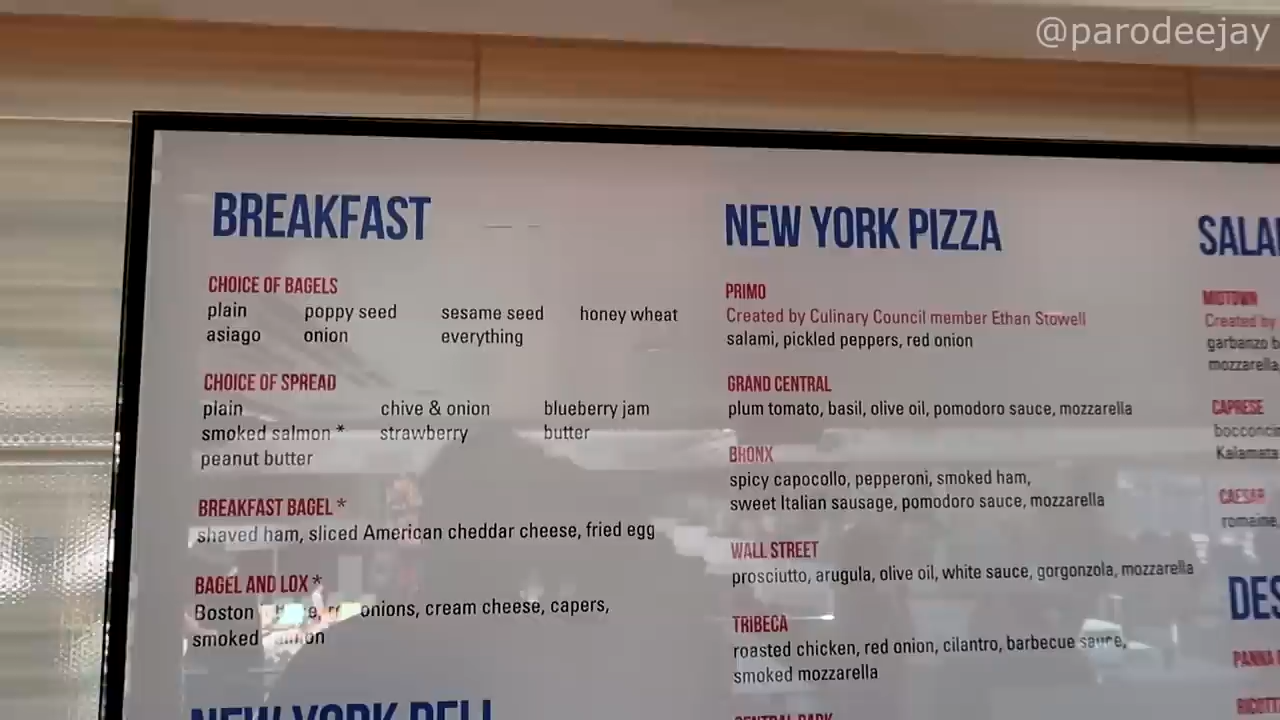 @parodeejay
BREAKFAST
CHOICE OF BAGELS
plain poppy seed sesame seed honey wheat
asiago onion everything
CHOICE OF SPREAD
plain chive & onion blueberry jam
smoked salmon * strawberry butter
peanut butter
BREAKFAST BAGEL *
shaved ham, sliced American cheddar cheese, fried egg
BAGEL AND LOX *
Boston onions, cream cheese, capers,
smoked
NEW YORK DELI
NEW YORK PIZZA
PRIMO
Created by Culinary Council member Ethan Stowell
salami, pickled peppers, red onion
GRAND CENTRAL
plum tomato, basil, olive oil, pomodoro sauce, mozzarella
BRONX
spicy capocollo, pepperoni, smoked ham,
sweet Italian sausage, pomodoro sauce, mozzarella
WALL STREET
prosciutto, arugula, olive oil, white sauce, gorgonzola, mozzarella
TRIBECA
roasted chicken, red onion, cilantro, barbecue sauce,
smoked mozzarella
CENTRAL PARK
SALA
MIDTOWN
Created by
garbanzo b
mozzarella,
CAPRESE
bocconcin
Kalamata
CAESAR
romaine
DES
PANNA
RICOTT